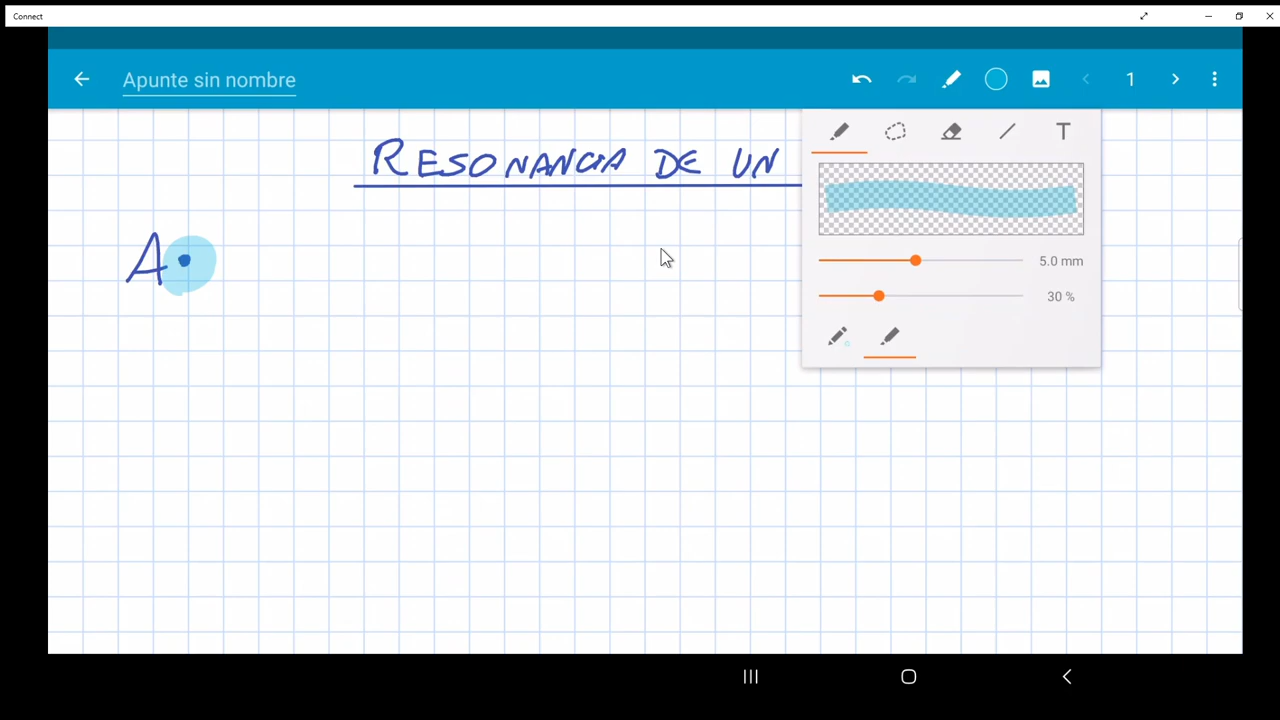 Connect
Apunte sin nombre
1
T
RESONANCIA DE UN
5.0 mm
30 %
A